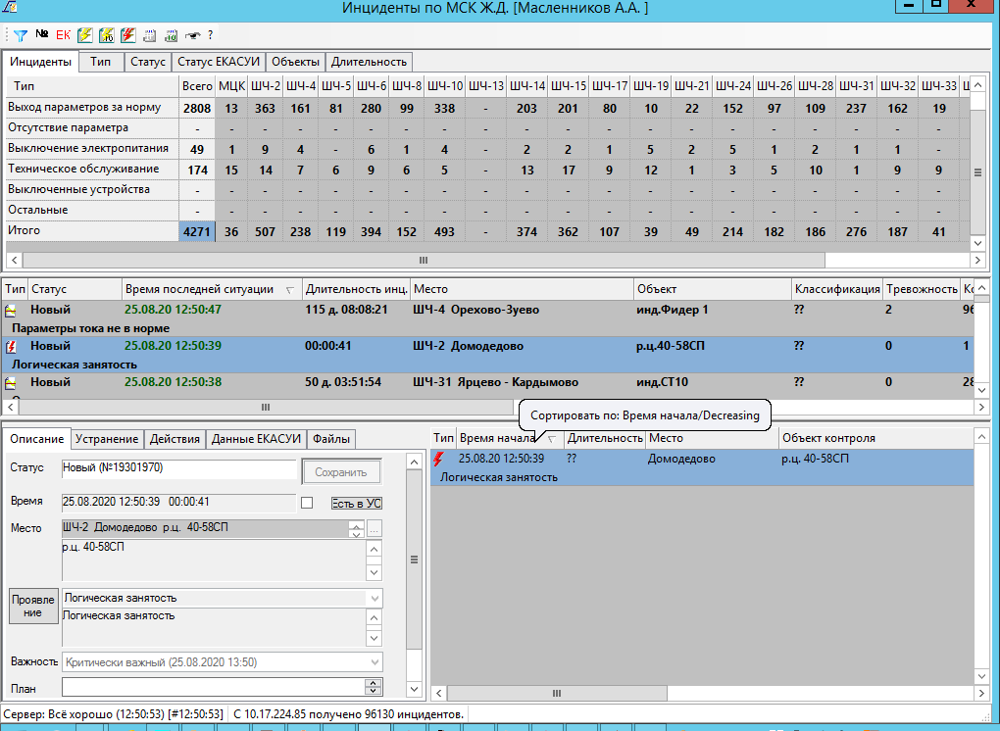 Инциденты по МСК Ж.Д. [Масленников А.А. ]
№ ЕК ?
Инциденты Тип Статус Статус ЕКАСУИ Объекты Длительность
Тип Всего МЦК ШЧ-2 ШЧ-4 ШЧ-5 ШЧ-6 ШЧ-8 ШЧ-10 ШЧ-13 ШЧ-14 ШЧ-15 ШЧ-17 ШЧ-19 ШЧ-21 ШЧ-24 ШЧ-26 ШЧ-28 ШЧ-31 ШЧ-32 ШЧ-33
Выход параметров за норму 2808 13 363 161 81 280 99 338 - 203 201 80 10 22 152 97 109 237 162 19
Отсутствие параметра - - - - - - - - - - - - - - - - - - - -
Выключение электропитания 49 1 9 4 - 6 1 4 - 2 2 1 5 2 5 1 2 1 1 -
Техническое обслуживание 174 15 14 7 6 9 6 5 - 13 17 9 12 1 3 5 10 1 9 9
Выключенные устройства - - - - - - - - - - - - - - - - - - - -
Остальные - - - - - - - - - - - - - - - - - - - -
Итого 4271 36 507 238 119 394 152 493 - 374 362 107 39 49 214 182 186 276 187 41
Тип Статус Время последней ситуации Длительность инц. Место Объект Классификация Тревожность Кс
Новый 25.08.20 12:50:47 115 д. 08:08:21 ШЧ-4 Орехово-Зуево инд.Фидер 1 ?? 2 96
Параметры тока не в норме
Новый 25.08.20 12:50:39 00:00:41 ШЧ-2 Домодедово р.ц.40-58СП ?? 0 1
Логическая занятость
Новый 25.08.20 12:50:38 50 д. 03:51:54 ШЧ-31 Ярцево - Кардымово инд.СТ10 ?? 0 28
Сортировать по: Время начала/Decreasing
Описание Устранение Действия Данные ЕКАСУИ Файлы
Статус Новый (№19301970) Сохранить
Время 25.08.2020 12:50:39 00:00:41 Есть в УС
Место ШЧ-2 Домодедово р.ц. 40-58СП ...
р.ц. 40-58СП
Проявле
ние
Логическая занятость
Логическая занятость
Важность Критически важный (25.08.2020 13:50)
План
Тип Время начала Длительность Место Объект контроля
25.08.20 12:50:39 ?? Домодедово р.ц. 40-58СП
Логическая занятость
Сервер: Всё хорошо (12:50:53) [#12:50:53] С 10.17.224.85 получено 96130 инцидентов.